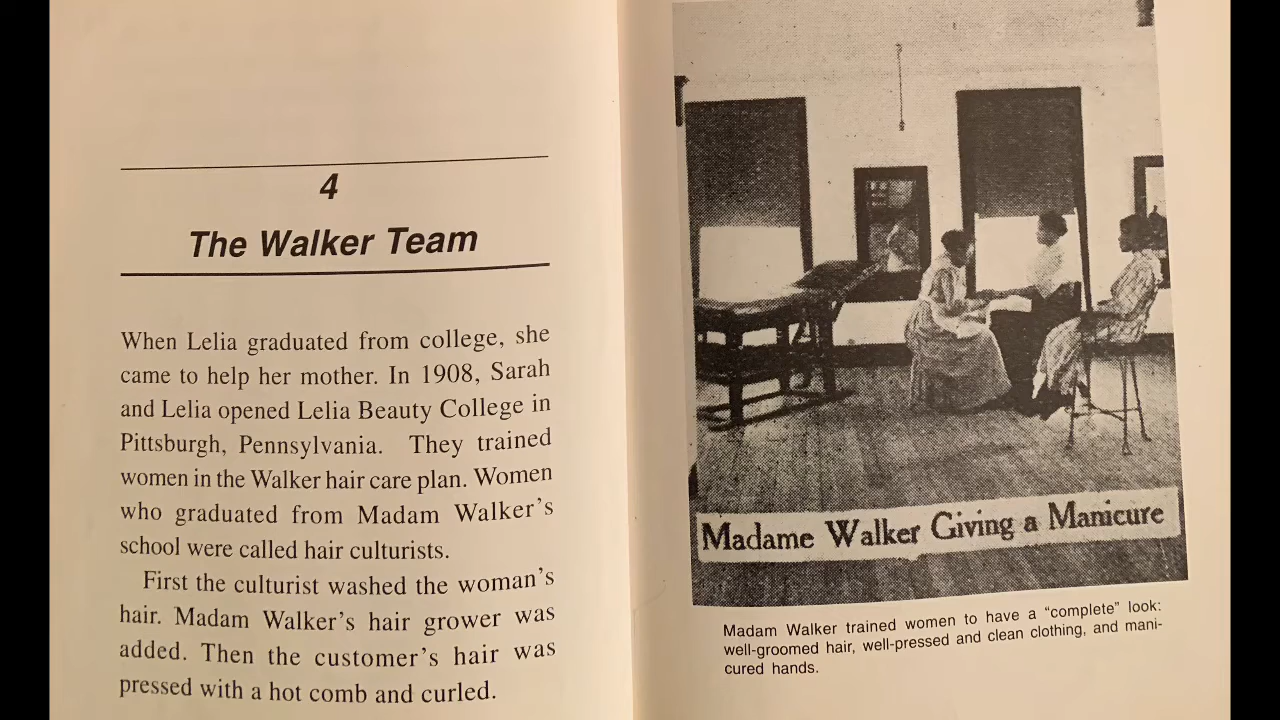 4
The Walker Team
When Lelia graduated from college, she
came to help her mother. In 1908, Sarah
and Lelia opened Lelia Beauty College in
Pittsburgh, Pennsylvania. They trained
women in the Walker hair care plan. Women
who graduated from Madam Walker's
school were called hair culturists.
First the culturist washed the woman's
hair. Madam Walker's hair grower was
added. Then the customer's hair was
pressed with a hot comb and curled.
Madame Walker Giving a Manicure
Madam Walker trained women to have a “complete” look:
well-groomed hair, well-pressed and clean clothing, and mani-
cured hands.